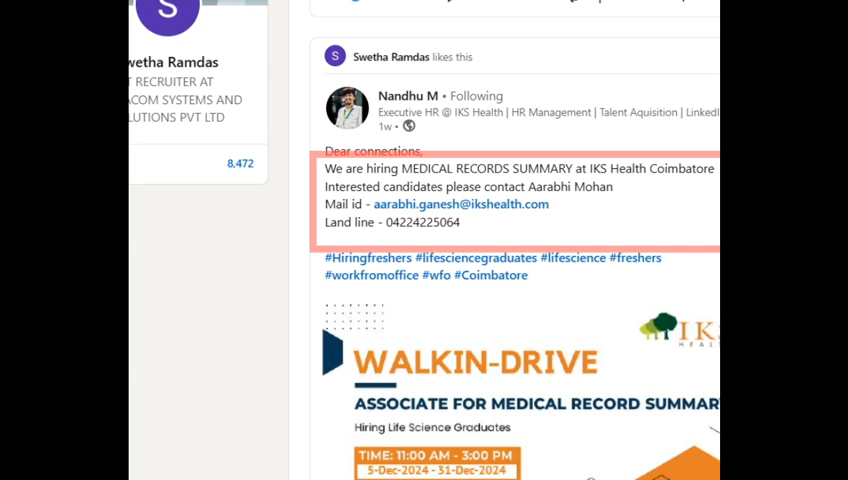 S
wetha Ramdas
T RECRUITER AT
ACOM SYSTEMS AND
LUTIONS PVT LTD
8,472
S Swetha Ramdas likes this
Nandhu M • Following
Executive HR @ IKS Health | HR Management | Talent Aquisition | LinkedI
1w •
Dear connections,
We are hiring MEDICAL RECORDS SUMMARY at IKS Health Coimbatore
Interested candidates please contact Aarabhi Mohan
Mail id - aarabhi.ganesh@ikshealth.com
Land line - 04224225064
#Hiringfreshers #lifesciencegraduates #lifescience #freshers
#workfromoffice #wfo #Coimbatore
IKS
HEAL
WALKIN-DRIVE
ASSOCIATE FOR MEDICAL RECORD SUMMAR
Hiring Life Science Graduates
TIME: 11:00 AM - 3:00 PM
5-Dec-2024 - 31-Dec-2024